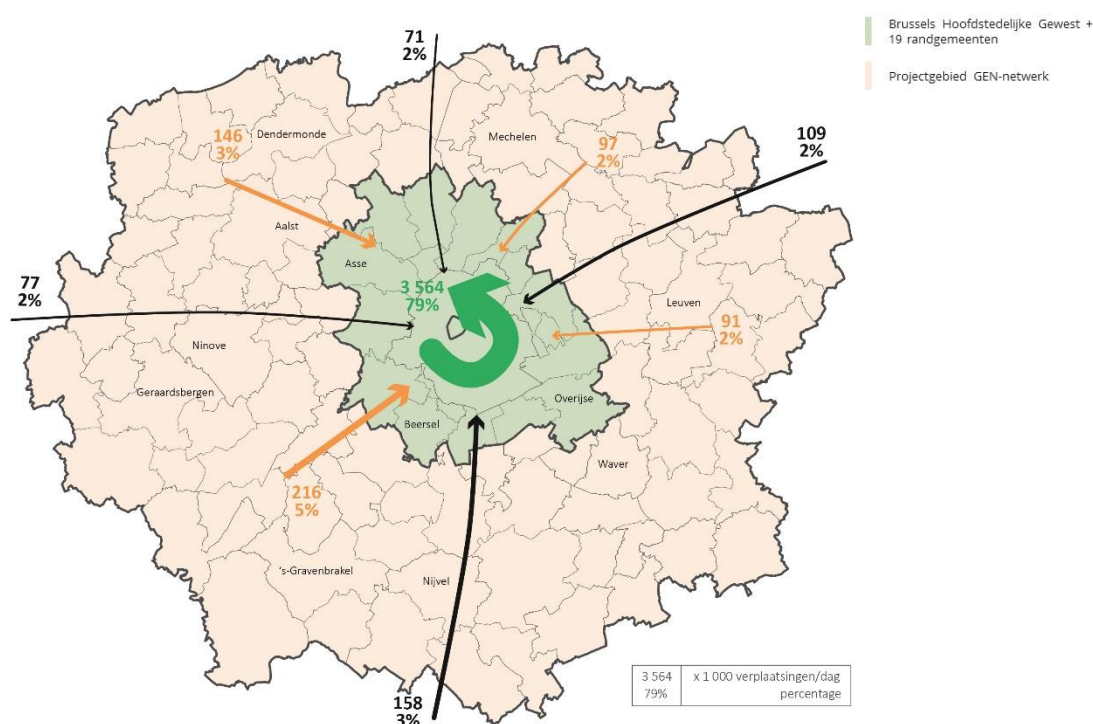 Brussels Hoofdstedelijke Gewest +
19 randgemeenten
Projectgebied GEN-netwerk
71
2%
146
3%
Dendermonde
Mechelen
97
2%
109
2%
Aalst
Asse
77
2%
3 564
79%
Leuven
91
2%
Ninove
Geraardsbergen
Overijse
Beersel
Waver
216
5%
's-Gravenbrakel
Nijvel
158
3%
3 564 x 1 000 verplaatsingen/dag
79% percentage